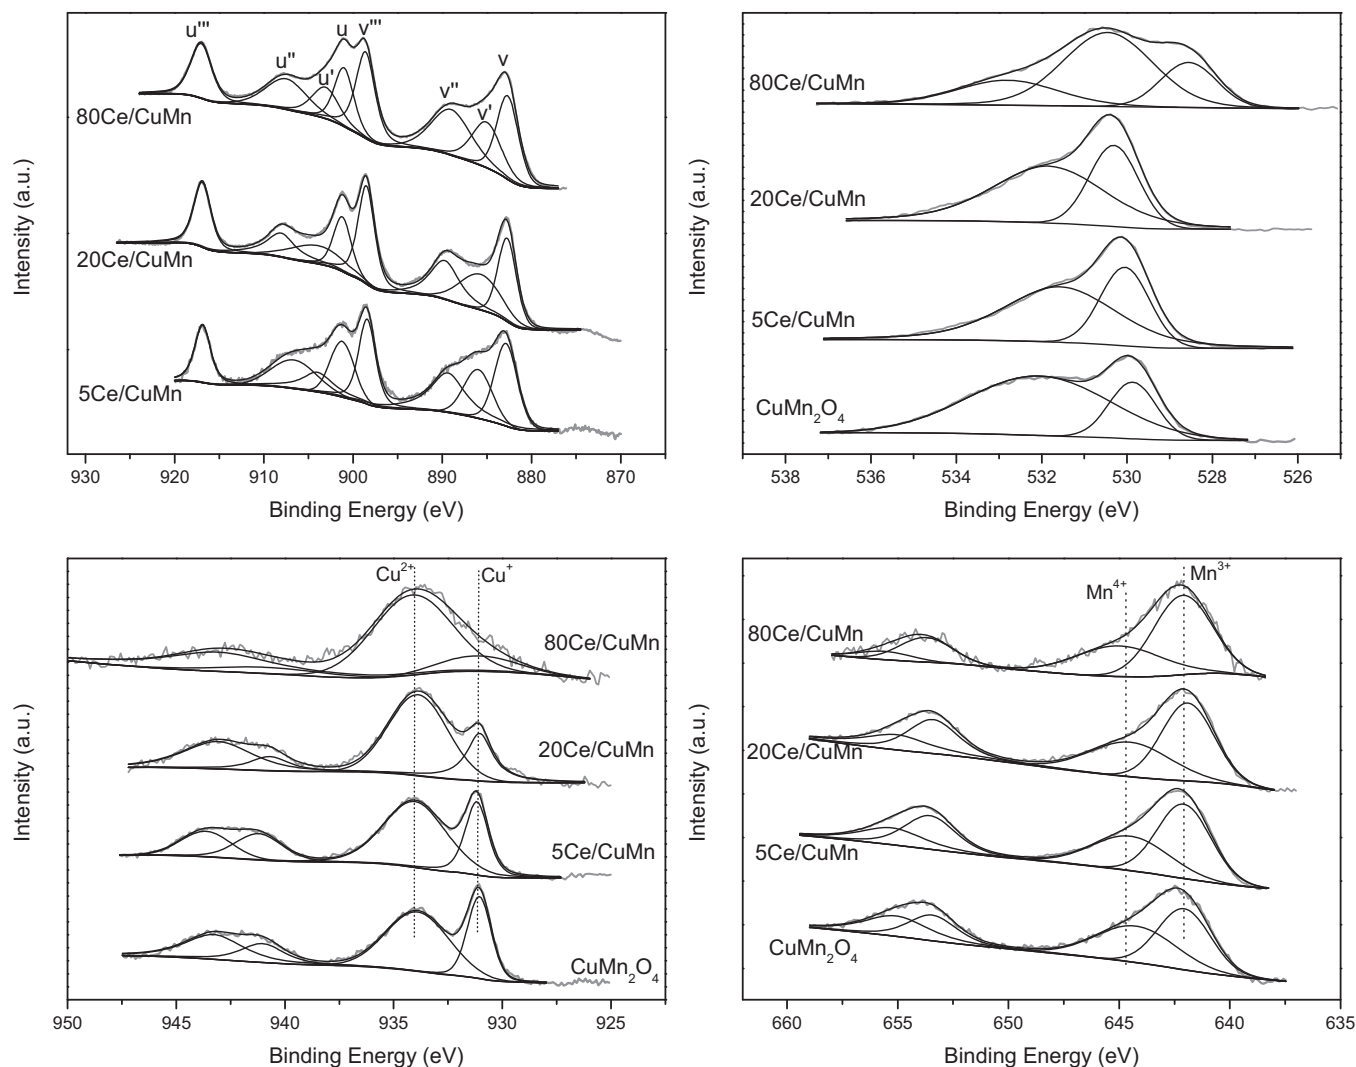 u'''
u''
u'
u
v'''
v''
v'
v
80Ce/CuMn
20Ce/CuMn
5Ce/CuMn
Intensity (a.u.)
930 920 910 900 890 880 870
Binding Energy (eV)
80Ce/CuMn
20Ce/CuMn
5Ce/CuMn
CuMn₂O₄
Intensity (a.u.)
538 536 534 532 530 528 526
Binding Energy (eV)
Cu²⁺
Cu⁺
80Ce/CuMn
20Ce/CuMn
5Ce/CuMn
CuMn₂O₄
Intensity (a.u.)
950 945 940 935 930 925
Binding Energy (eV)
Mn⁴⁺
Mn³⁺
80Ce/CuMn
20Ce/CuMn
5Ce/CuMn
CuMn₂O₄
Intensity (a.u.)
660 655 650 645 640 635
Binding Energy (eV)